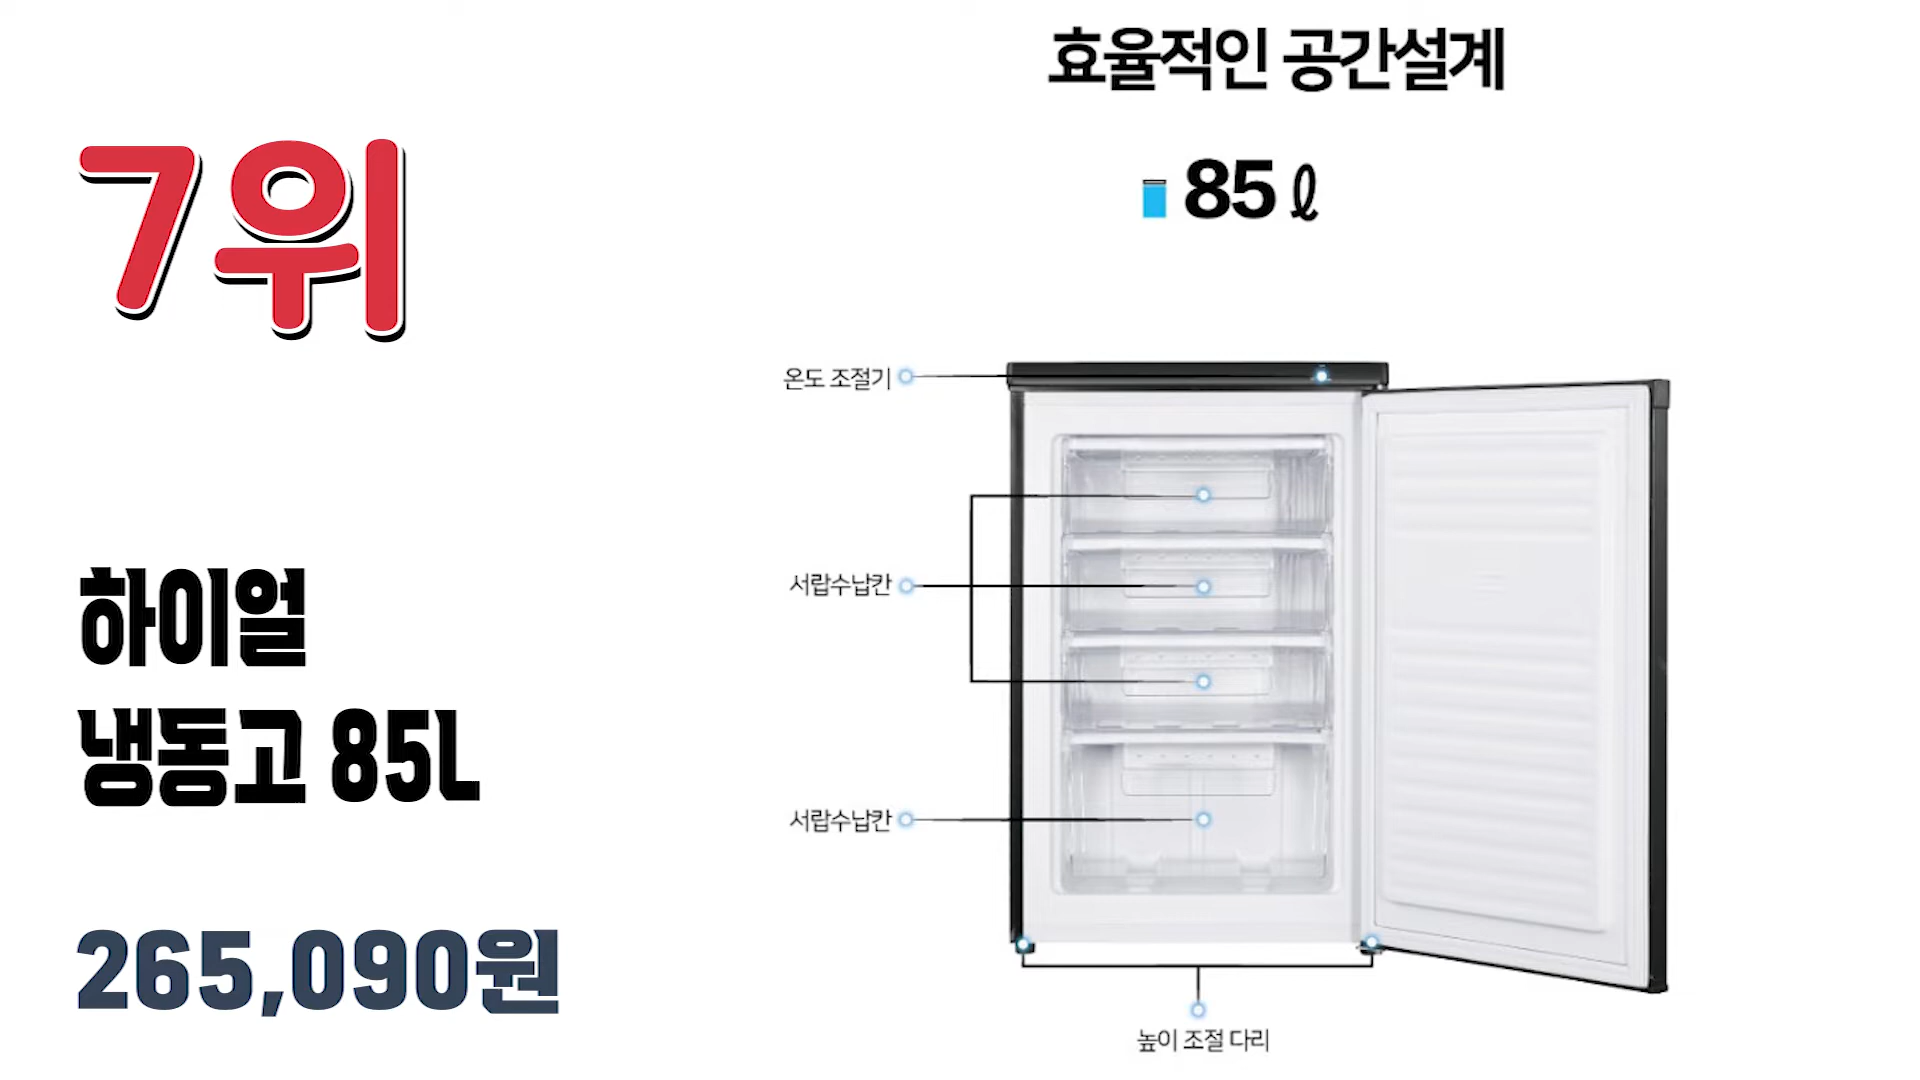 7위
하이얼
냉동고 85L
265,090원
효율적인 공간설계
85 ℓ
온도 조절기
서랍수납칸
서랍수납칸
높이 조절 다리